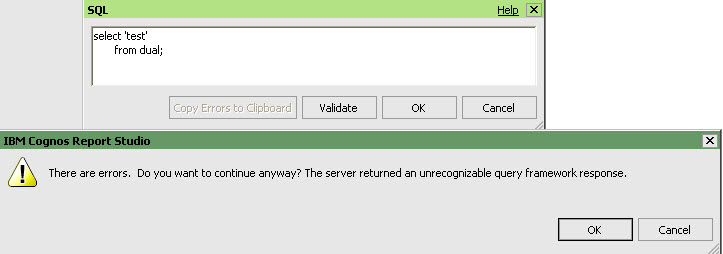 SQL
Help
select 'test'
from dual;
Copy Errors to Clipboard
Validate
OK
Cancel
IBM Cognos Report Studio
There are errors.  Do you want to continue anyway? The server returned an unrecognizable query framework response.
OK
Cancel